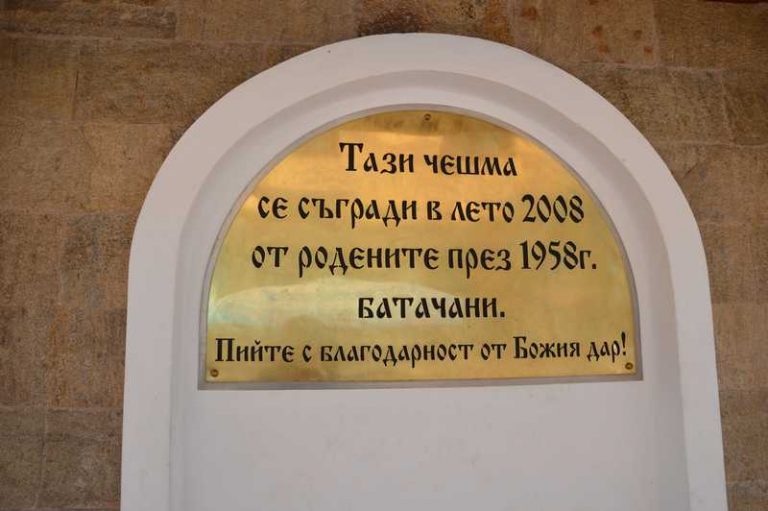 Тази чешма
се съгради в лето 2008
от родените през 1958г.
батачани.
Пийте с благодарност от Божия дар!